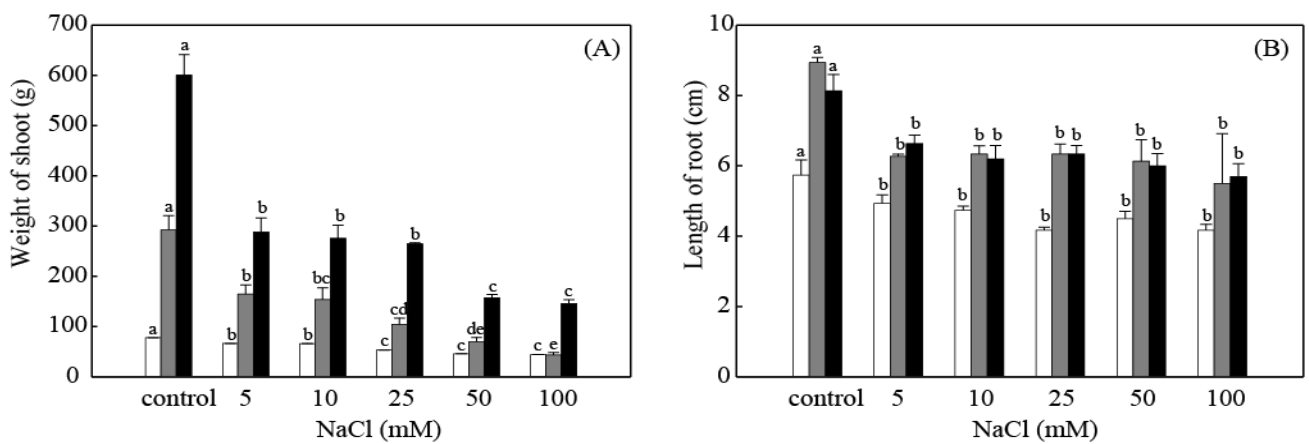 (A)
Weight of shoot (g)
700
600
500
400
300
200
100
0
a a a
b b b
b bc b
c cd b
c de c
c e c
control 5 10 25 50 100
NaCl (mM)
(B)
Length of root (cm)
10
8
6
4
2
0
a a a
b b b
b b b
b b b
b b b
b b b
control 5 10 25 50 100
NaCl (mM)